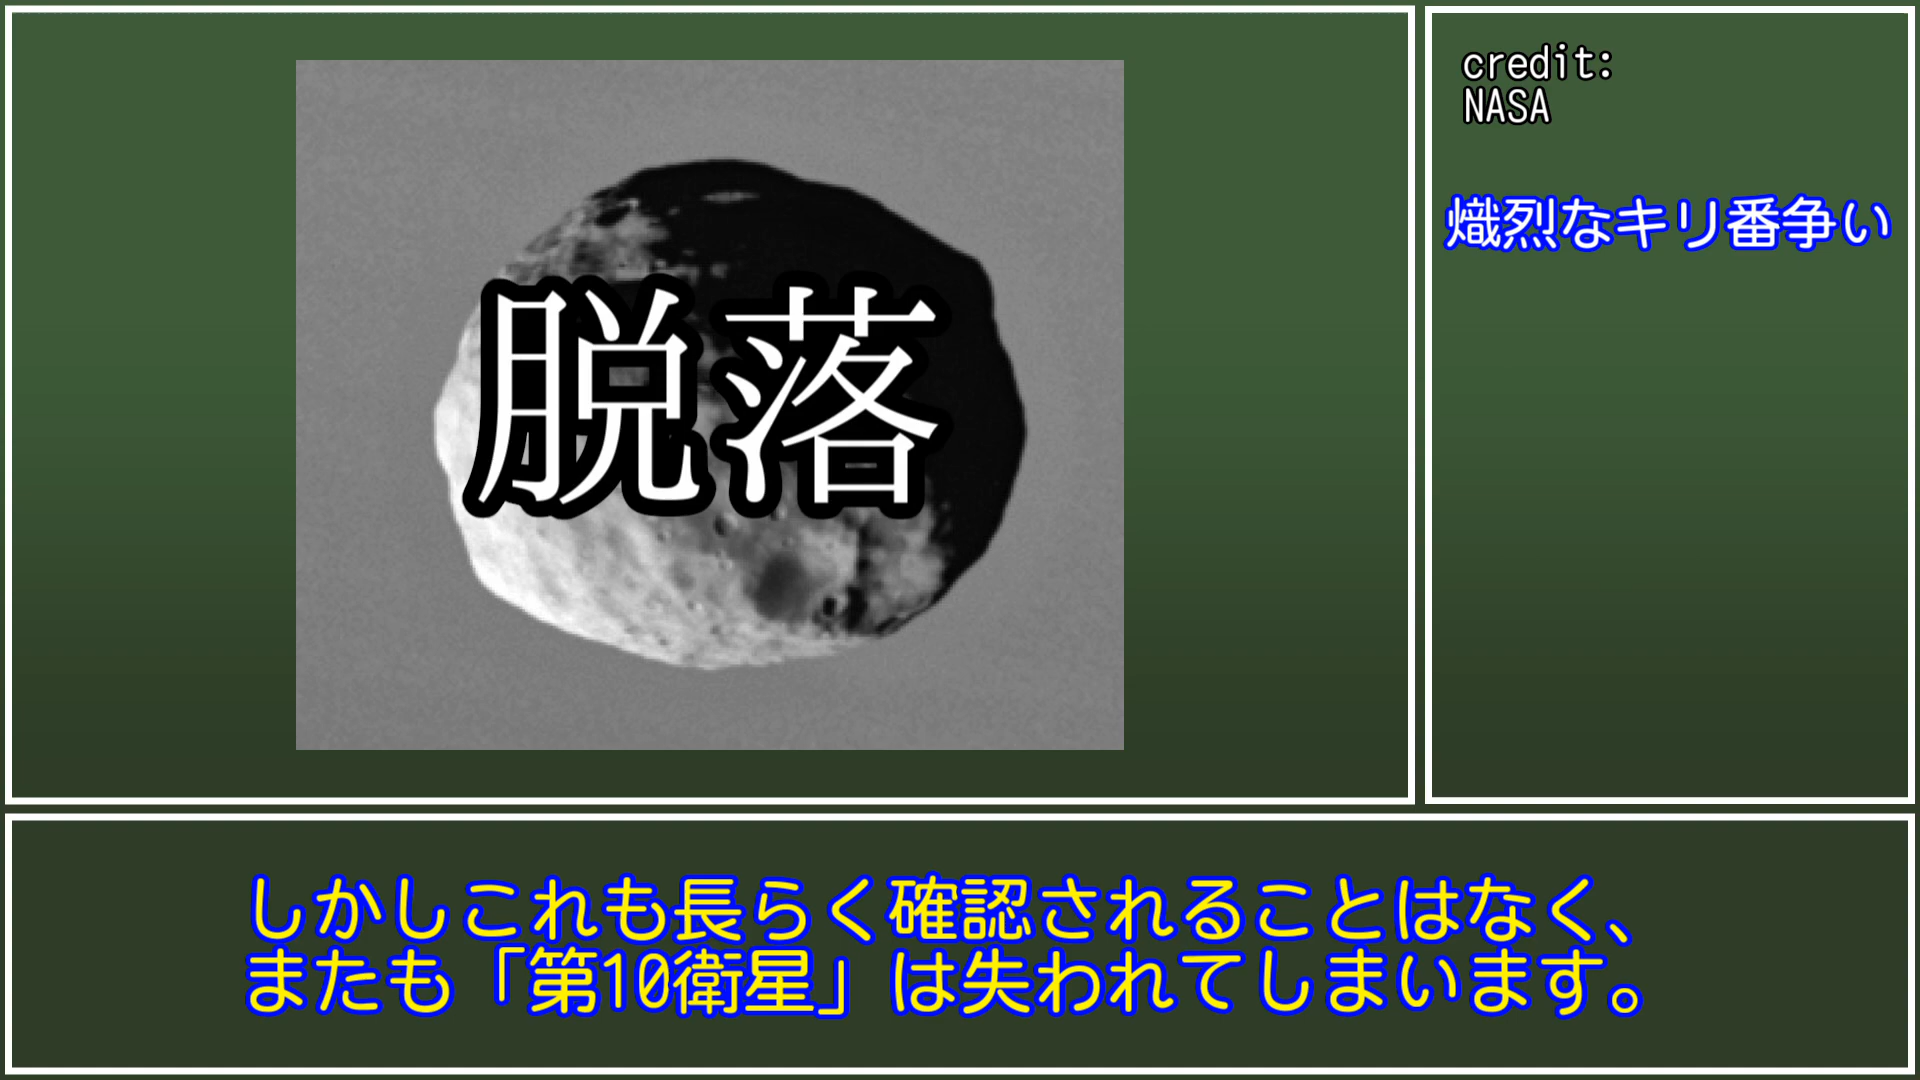 脱落
credit:
NASA
熾烈なキリ番争い
しかしこれも長らく確認されることはなく、
またも「第10衛星」は失われてしまいます。